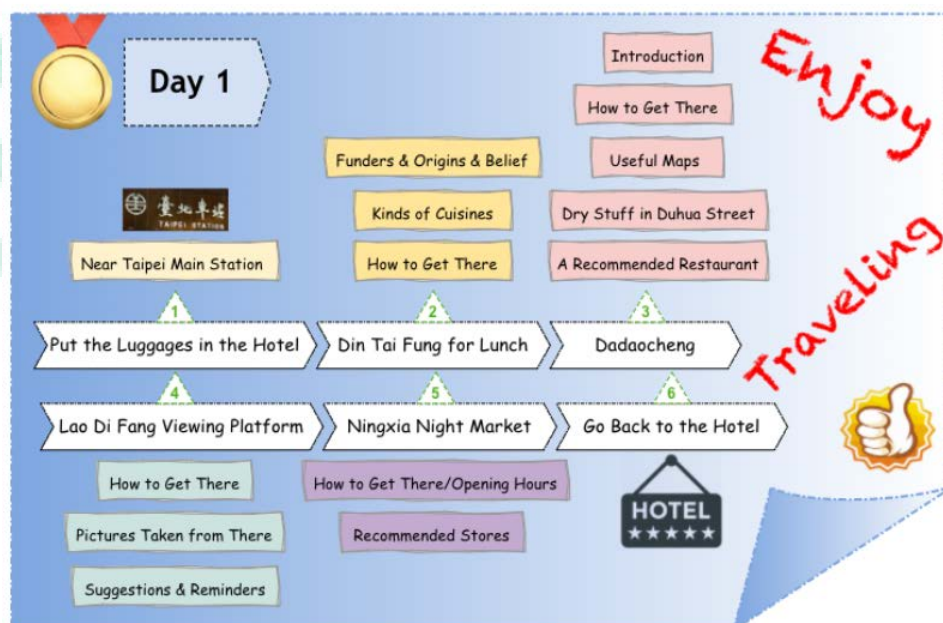 Day 1
Enjoy
Traveling
臺北車站
TAIPEI STATION
Near Taipei Main Station
Funders & Origins & Belief
Kinds of Cuisines
How to Get There
Introduction
How to Get There
Useful Maps
Dry Stuff in Duhua Street
A Recommended Restaurant
1
Put the Luggages in the Hotel
2
Din Tai Fung for Lunch
3
Dadaocheng
4
Lao Di Fang Viewing Platform
5
Ningxia Night Market
6
Go Back to the Hotel
How to Get There
Pictures Taken from There
Suggestions & Reminders
How to Get There/Opening Hours
Recommended Stores
HOTEL